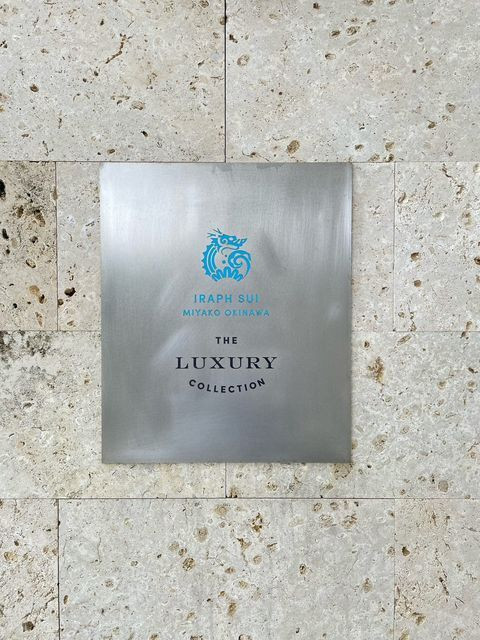 IRAPH SUI
MIYAKO OKINAWA
THE
LUXURY
COLLECTION